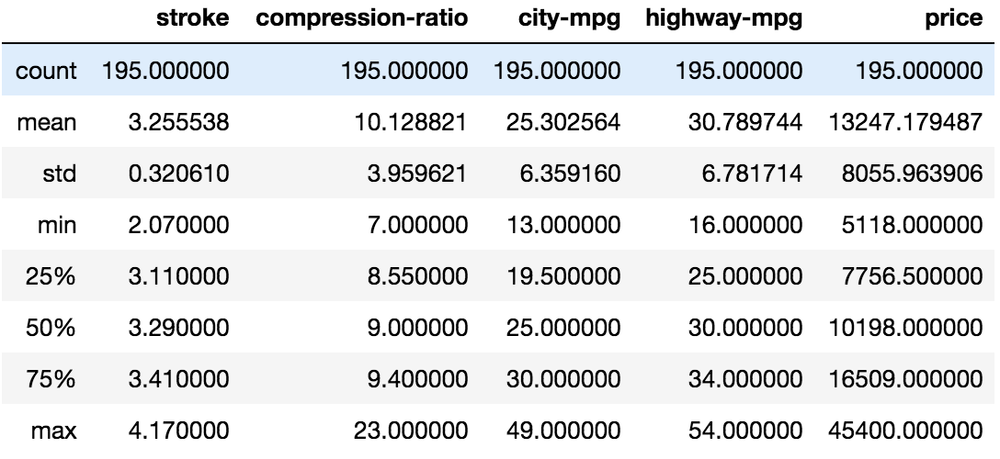 stroke compression-ratio city-mpg highway-mpg price
count 195.000000 195.000000 195.000000 195.000000 195.000000
mean 3.255538 10.128821 25.302564 30.789744 13247.179487
std 0.320610 3.959621 6.359160 6.781714 8055.963906
min 2.070000 7.000000 13.000000 16.000000 5118.000000
25% 3.110000 8.550000 19.500000 25.000000 7756.500000
50% 3.290000 9.000000 25.000000 30.000000 10198.000000
75% 3.410000 9.400000 30.000000 34.000000 16509.000000
max 4.170000 23.000000 49.000000 54.000000 45400.000000